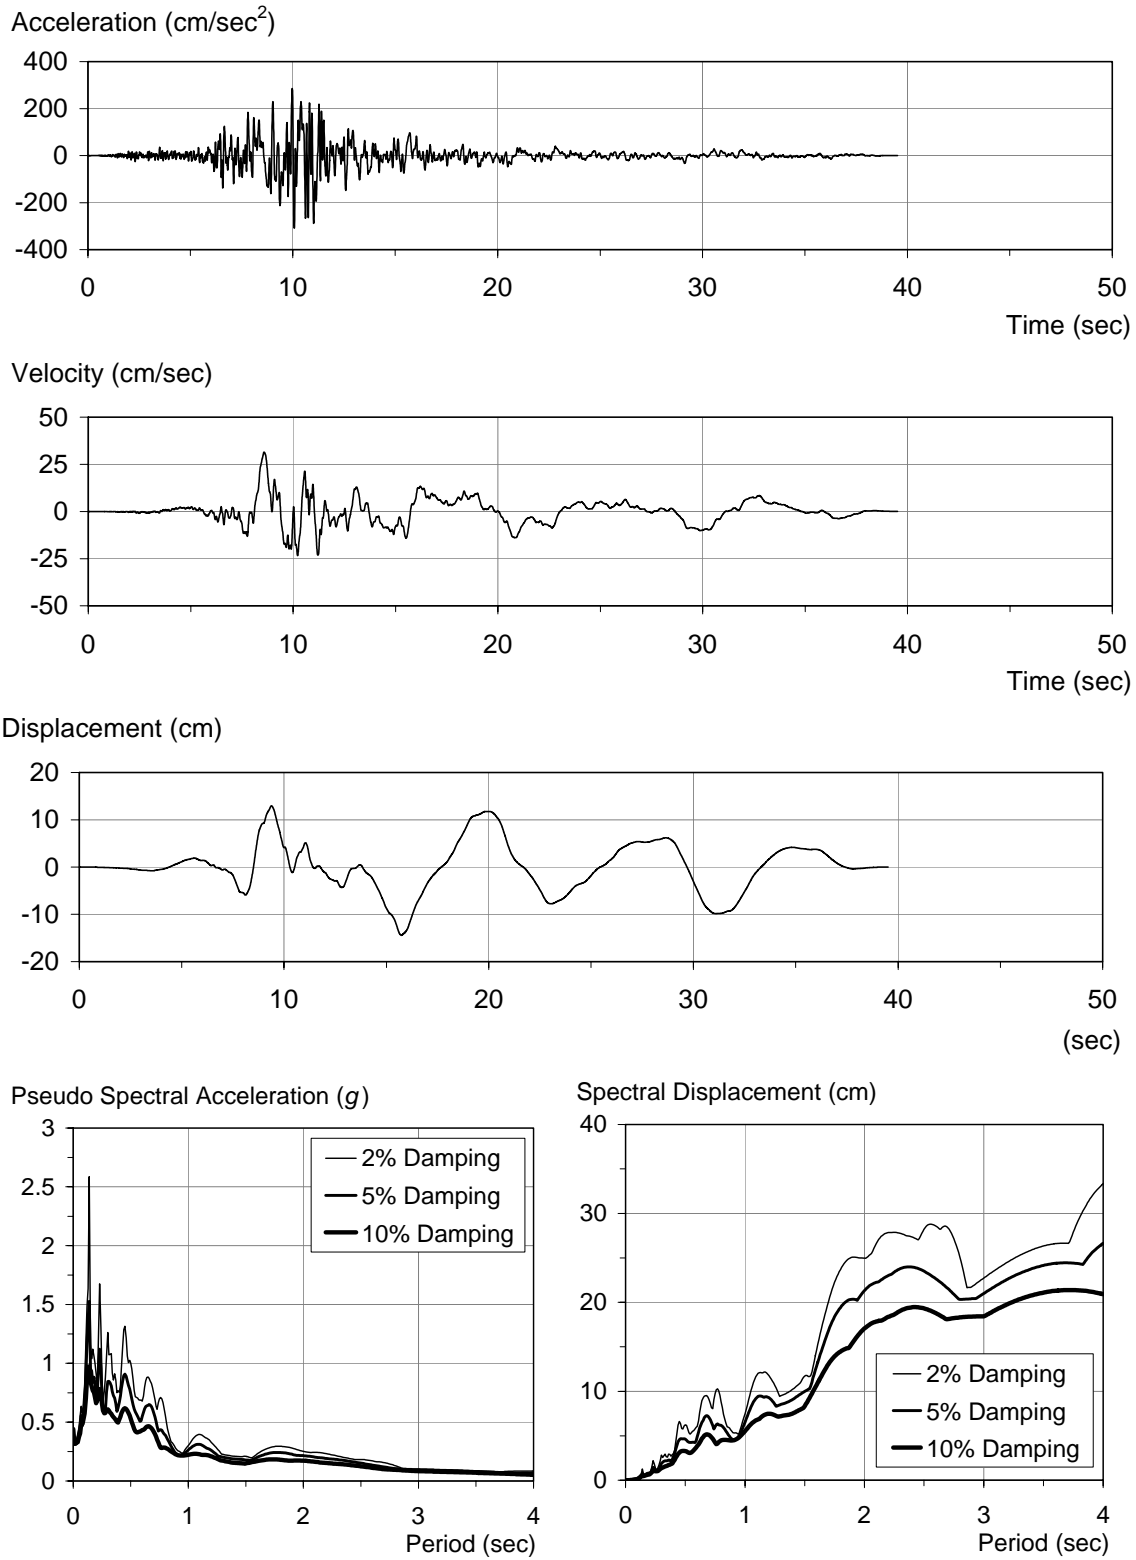 Acceleration (cm/sec²)
400
200
0
-200
-400
0 10 20 30 40 50
Time (sec)
Velocity (cm/sec)
50
25
0
-25
-50
0 10 20 30 40 50
Time (sec)
Displacement (cm)
20
10
0
-10
-20
0 10 20 30 40 50
(sec)
Pseudo Spectral Acceleration (g)
3
2.5
2
1.5
1
0.5
0
2% Damping
5% Damping
10% Damping
0 1 2 3 4
Period (sec)
Spectral Displacement (cm)
40
30
20
10
0
2% Damping
5% Damping
10% Damping
0 1 2 3 4
Period (sec)